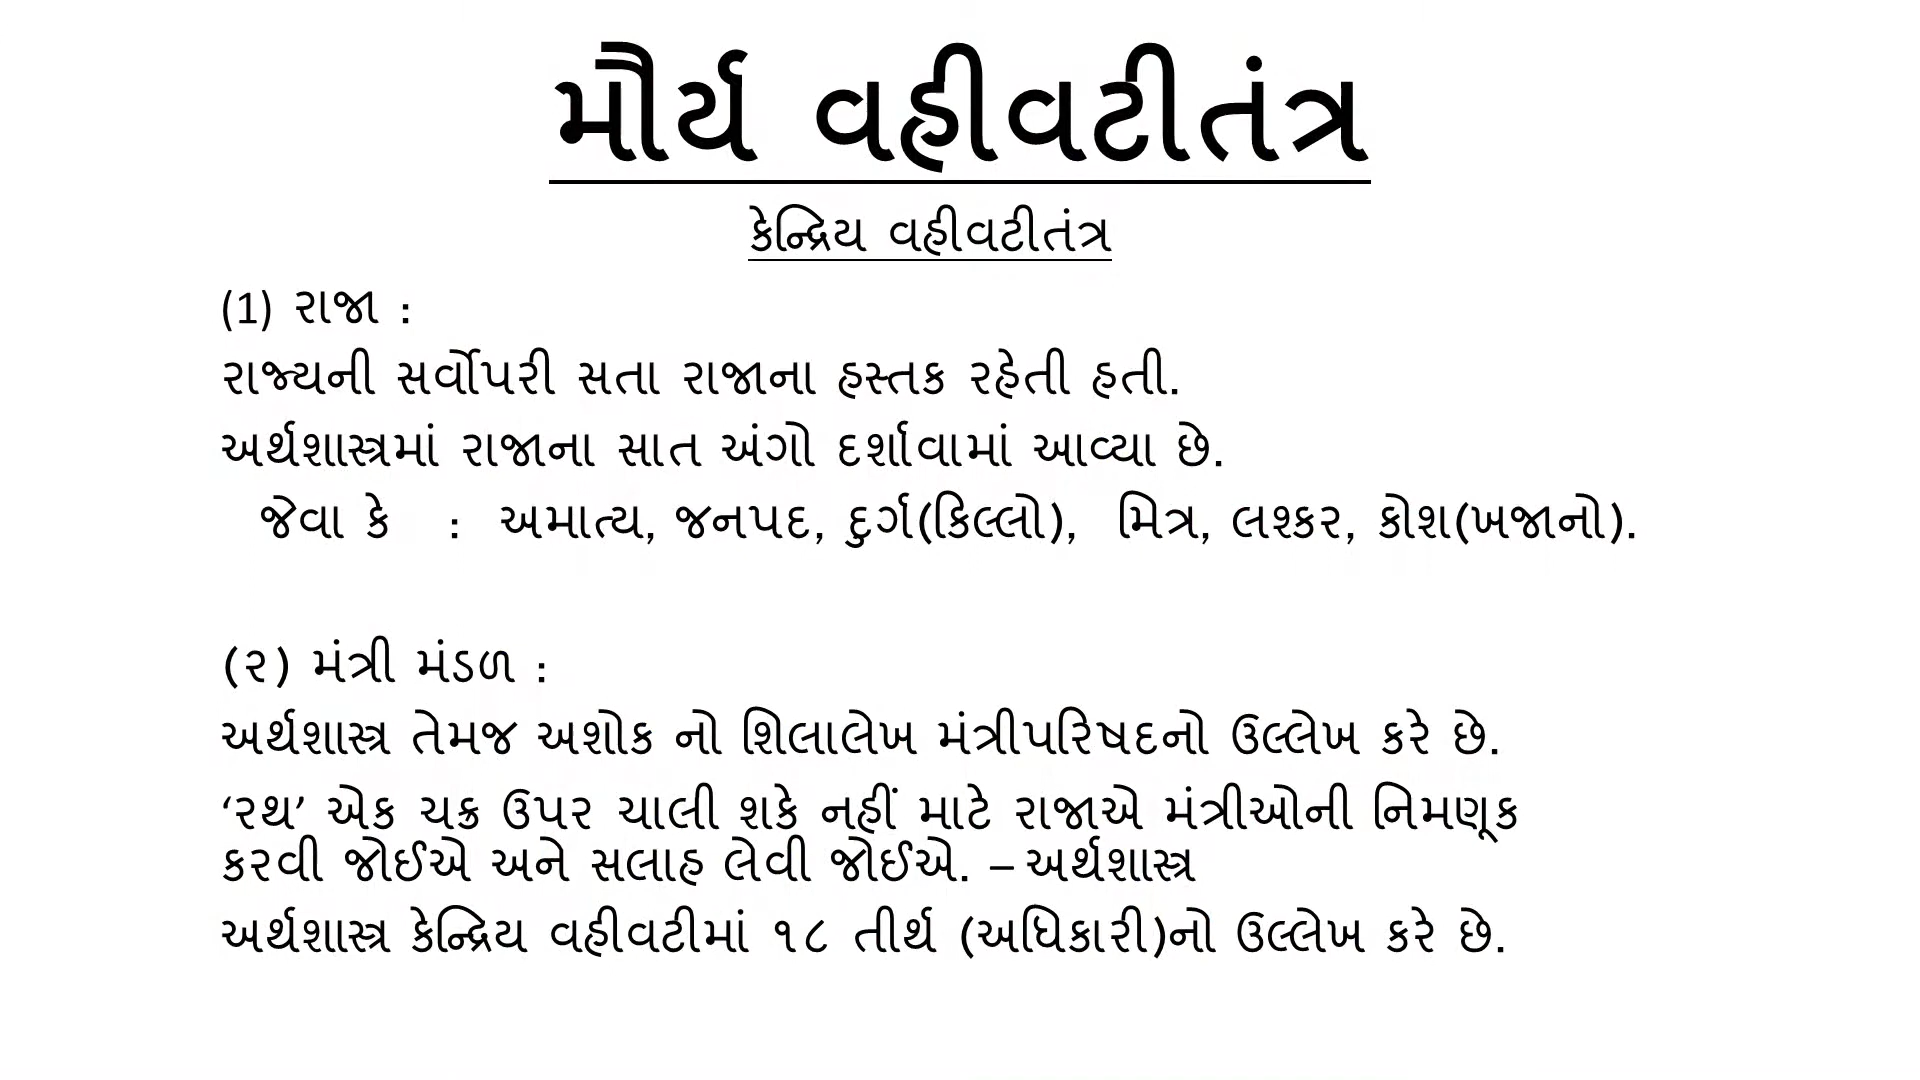 મૌર્ય વહીવટીતંત્ર
કેન્દ્રિય વહીવટીતંત્ર
(1) રાજા :
રાજ્યની સર્વોપરી સતા રાજાના હસ્તક રહેતી હતી.
અર્થશાસ્ત્રમાં રાજાના સાત અંગો દર્શાવામાં આવ્યા છે.
જેવા કે : અમાત્ય, જનપદ, દુર્ગ(કિલ્લો), મિત્ર, લશ્કર, કોશ(ખજાનો).
(૨) મંત્રી મંડળ :
અર્થશાસ્ત્ર તેમજ અશોક નો શિલાલેખ મંત્રીપરિષદનો ઉલ્લેખ કરે છે.
‘રથ’ એક ચક્ર ઉપર ચાલી શકે નહીં માટે રાજાએ મંત્રીઓની નિમણૂક
કરવી જોઈએ અને સલાહ લેવી જોઈએ. – અર્થશાસ્ત્ર
અર્થશાસ્ત્ર કેન્દ્રિય વહીવટીમાં ૧૮ તીર્થ (અધિકારી)નો ઉલ્લેખ કરે છે.